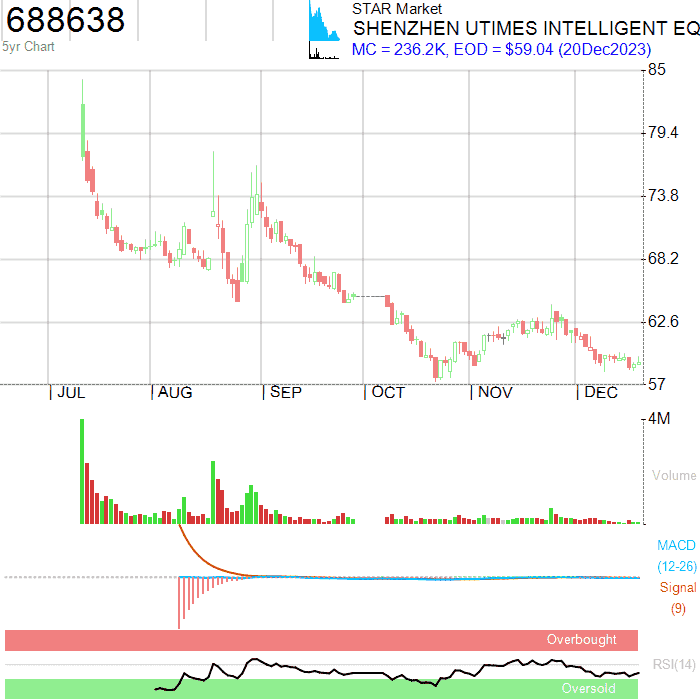 688638
5yr Chart
STAR Market
SHENZHEN UTIMES INTELLIGENT EQ
MC = 236.2K, EOD = $59.04 (20Dec2023)
85
79.4
73.8
68.2
62.6
57
JUL AUG SEP OCT NOV DEC
4M
Volume
MACD
(12-26)
Signal
(9)
Overbought
RSI(14)
Oversold